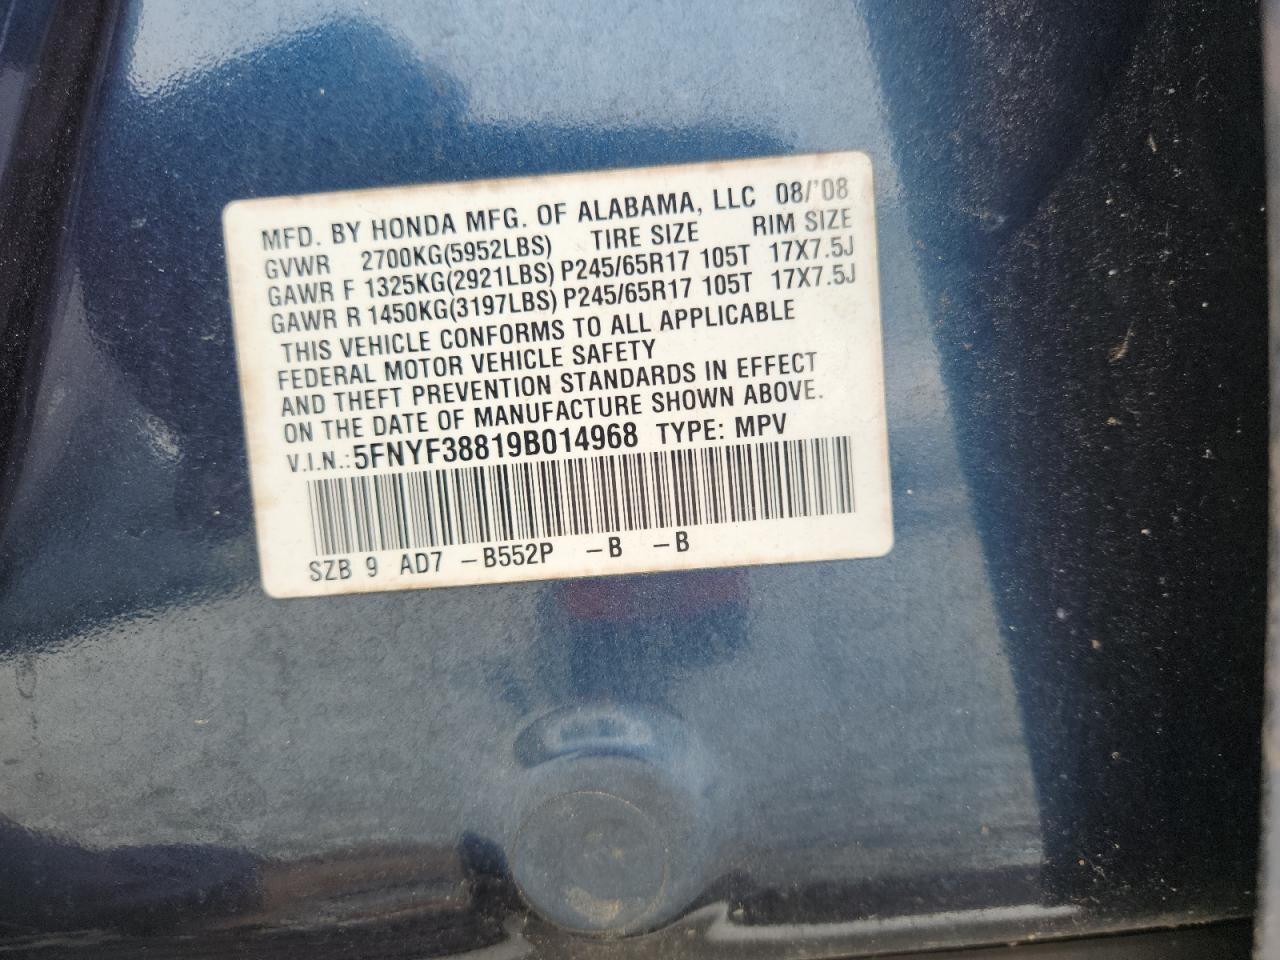 MFD. BY HONDA MFG. OF ALABAMA, LLC 08/'08
GVWR 2700KG(5952LBS) TIRE SIZE RIM SIZE
GAWR F 1325KG(2921LBS) P245/65R17 105T 17X7.5J
GAWR R 1450KG(3197LBS) P245/65R17 105T 17X7.5J
THIS VEHICLE CONFORMS TO ALL APPLICABLE
FEDERAL MOTOR VEHICLE SAFETY
AND THEFT PREVENTION STANDARDS IN EFFECT
ON THE DATE OF MANUFACTURE SHOWN ABOVE.
V.I.N.: 5FNYF38819B014968 TYPE: MPV
SZB 9 AD7 -B552P -B -B